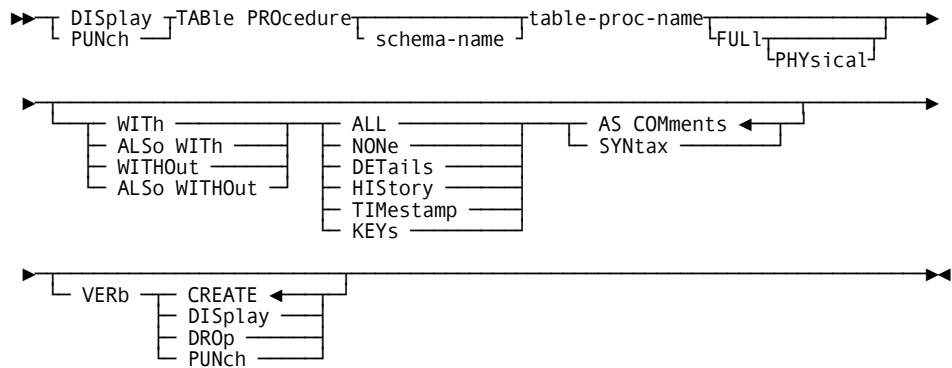 DISplay TABle PROcedure table-proc-name
PUNch schema-name FULl
PHYsical
WITh ALL AS COMments
ALSo WITh NONe SYNtax
WITHOut DETails
ALSo WITHOut HIStory
TIMestamp
KEYs
VERb CREATE
DISplay
DROp
PUNch